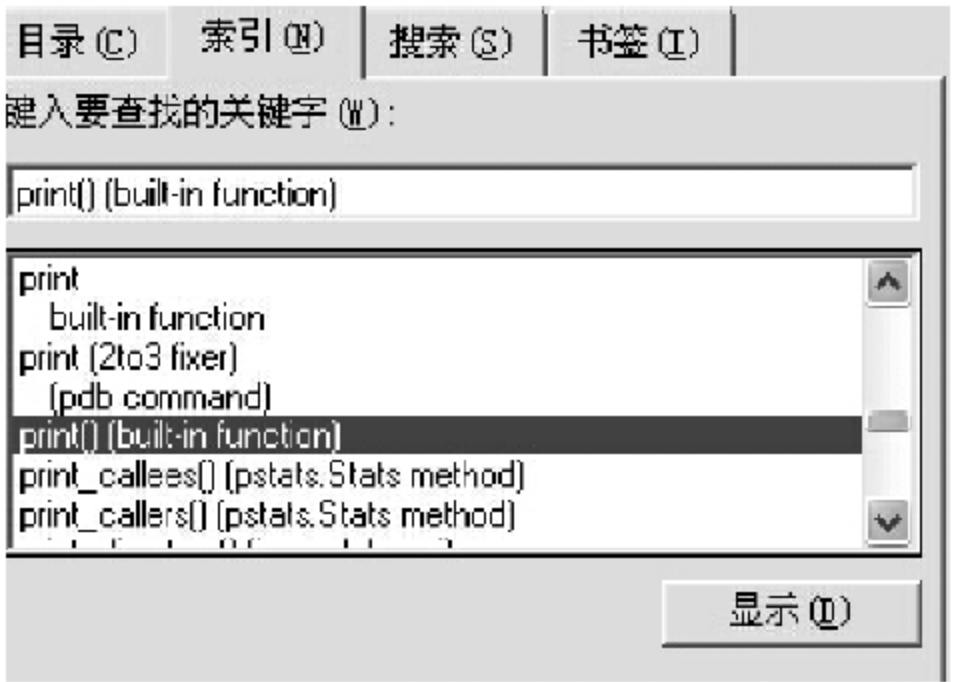 目录(C) 索引(N) 搜索(S) 书签(I)
键入要查找的关键字(W):
print() (built-in function)
print
built-in function
print (2to3 fixer)
(pdb command)
print() (built-in function)
print_callees() (pstats.Stats method)
print_callers() (pstats.Stats method)
显示(D)